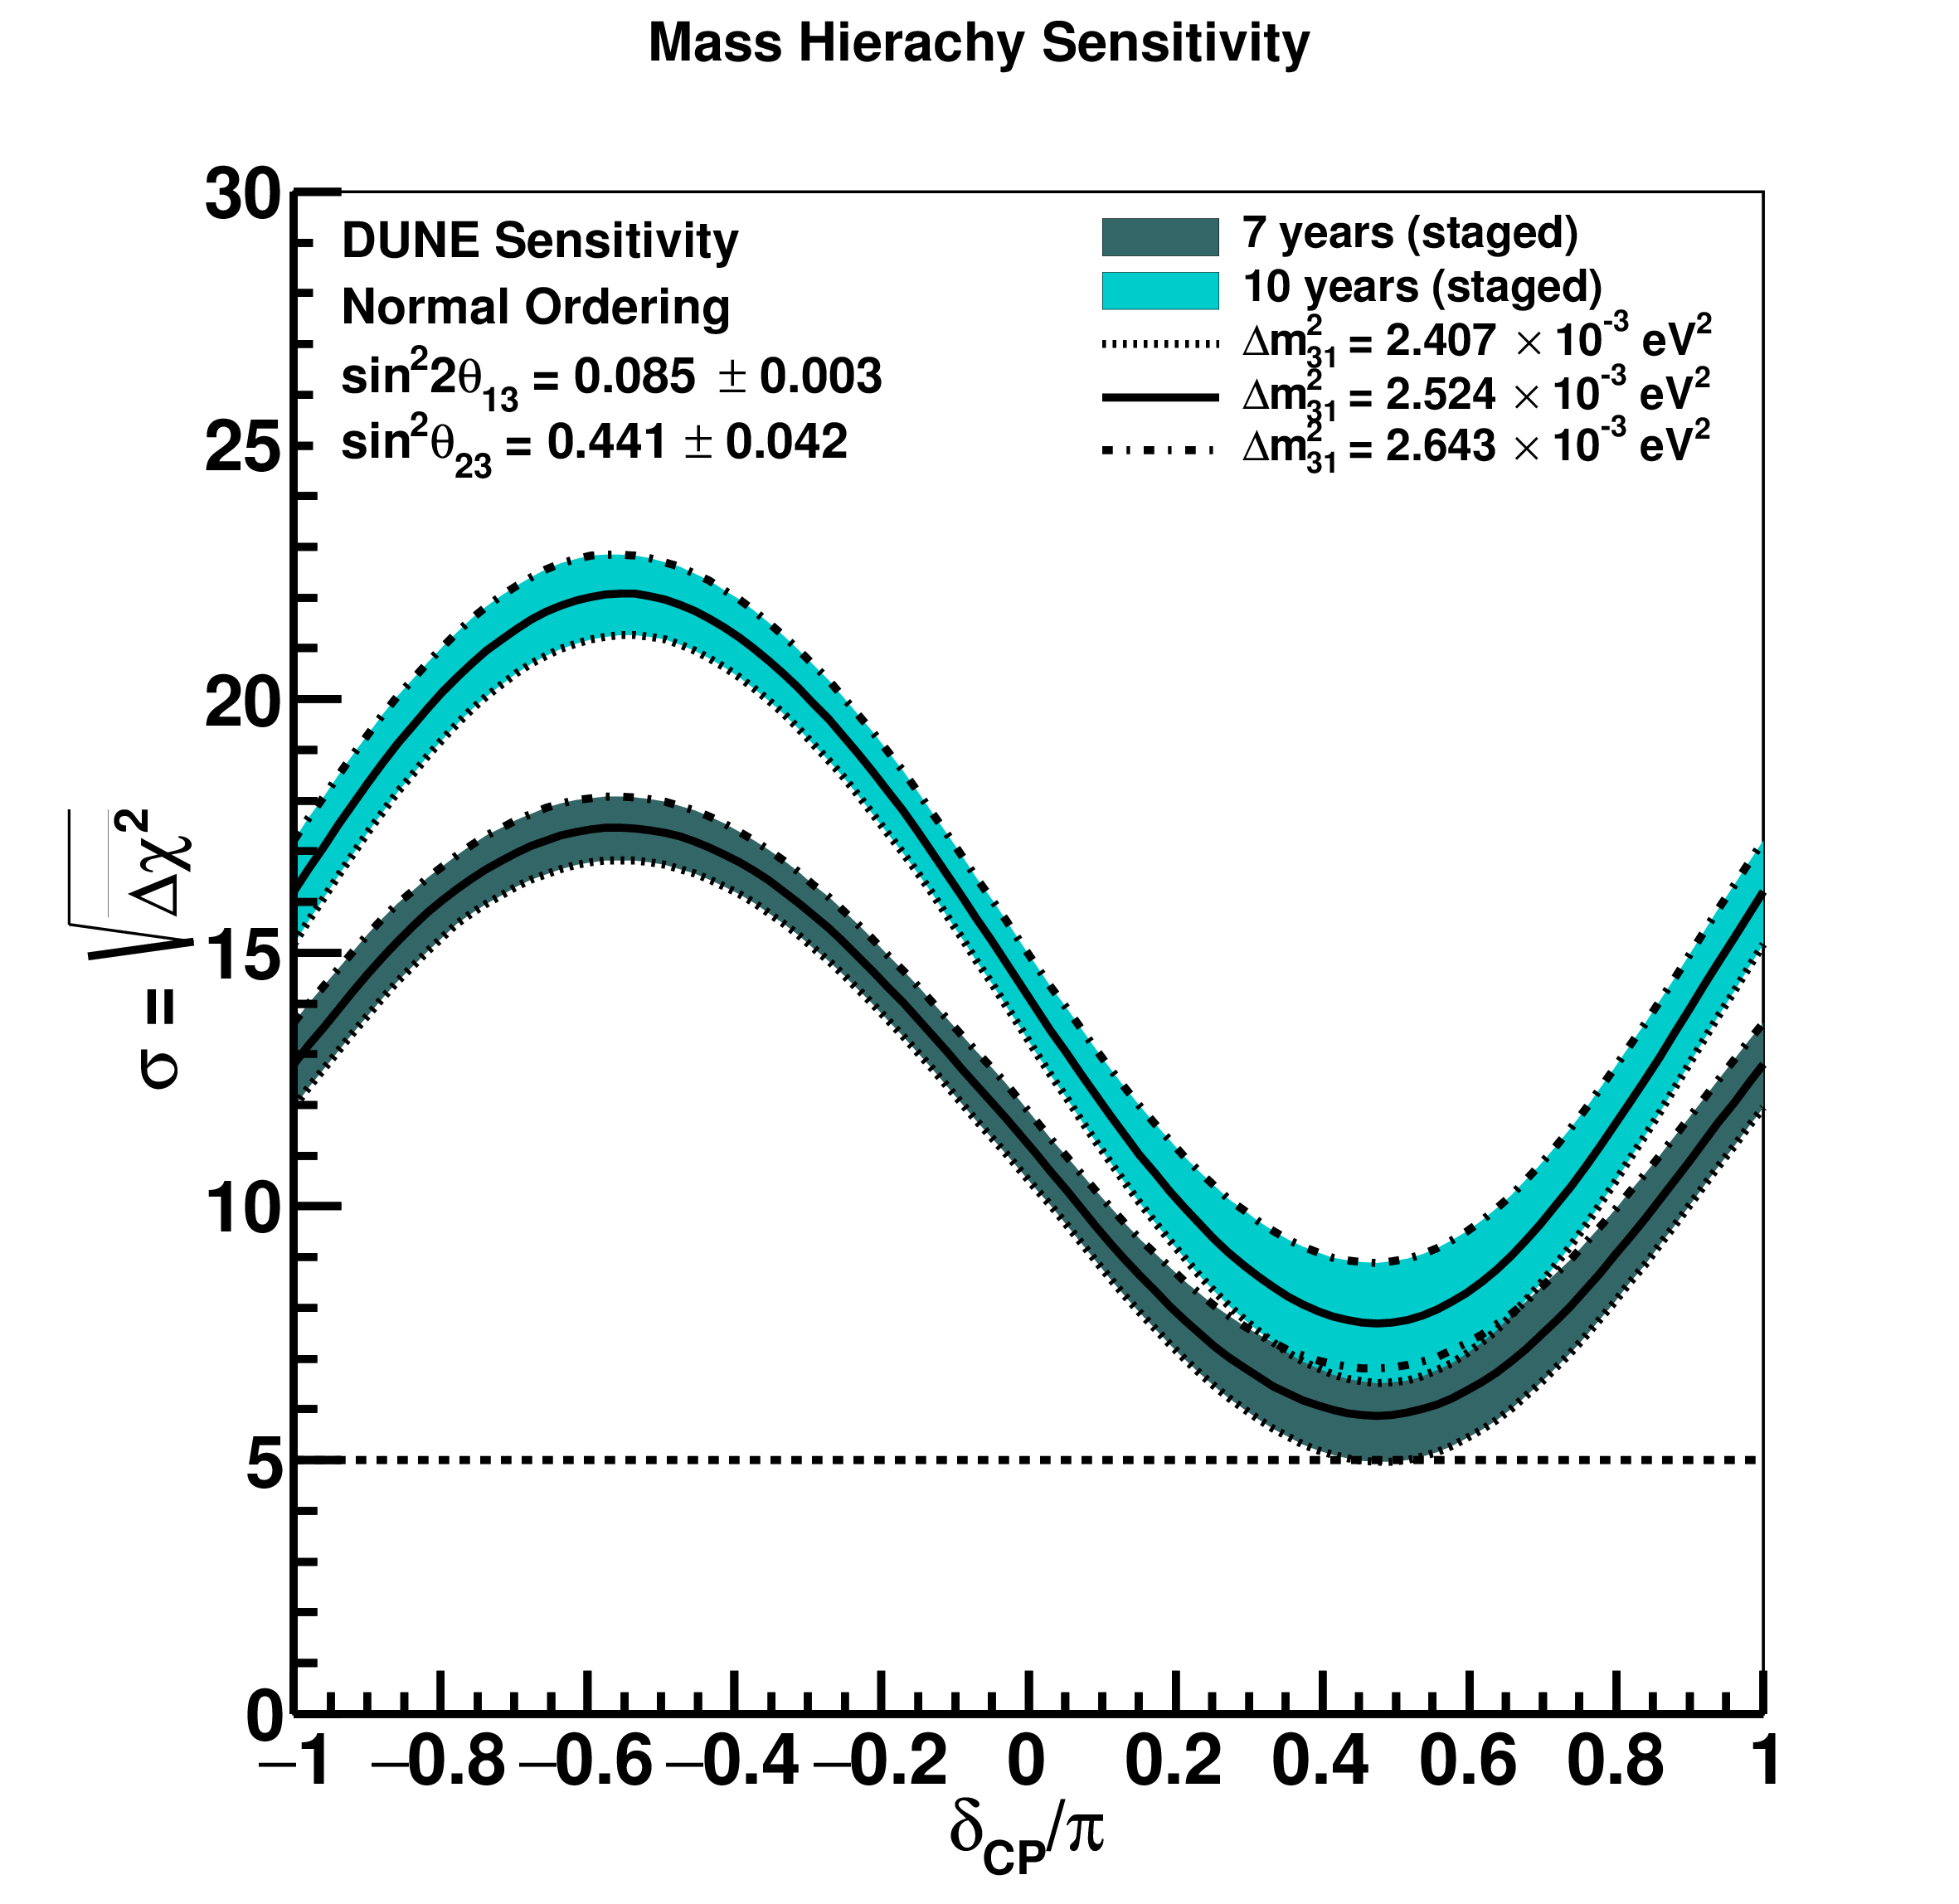 Mass Hierachy Sensitivity
DUNE Sensitivity
Normal Ordering
sin²2θ₁₃ = 0.085 ± 0.003
sin²θ₂₃ = 0.441 ± 0.042
7 years (staged)
10 years (staged)
Δm²₃₁ = 2.407 × 10⁻³ eV²
Δm²₃₁ = 2.524 × 10⁻³ eV²
Δm²₃₁ = 2.643 × 10⁻³ eV²
σ = √Δχ²
30
25
20
15
10
5
0
−1 −0.8 −0.6 −0.4 −0.2 0 0.2 0.4 0.6 0.8 1
δCP/π